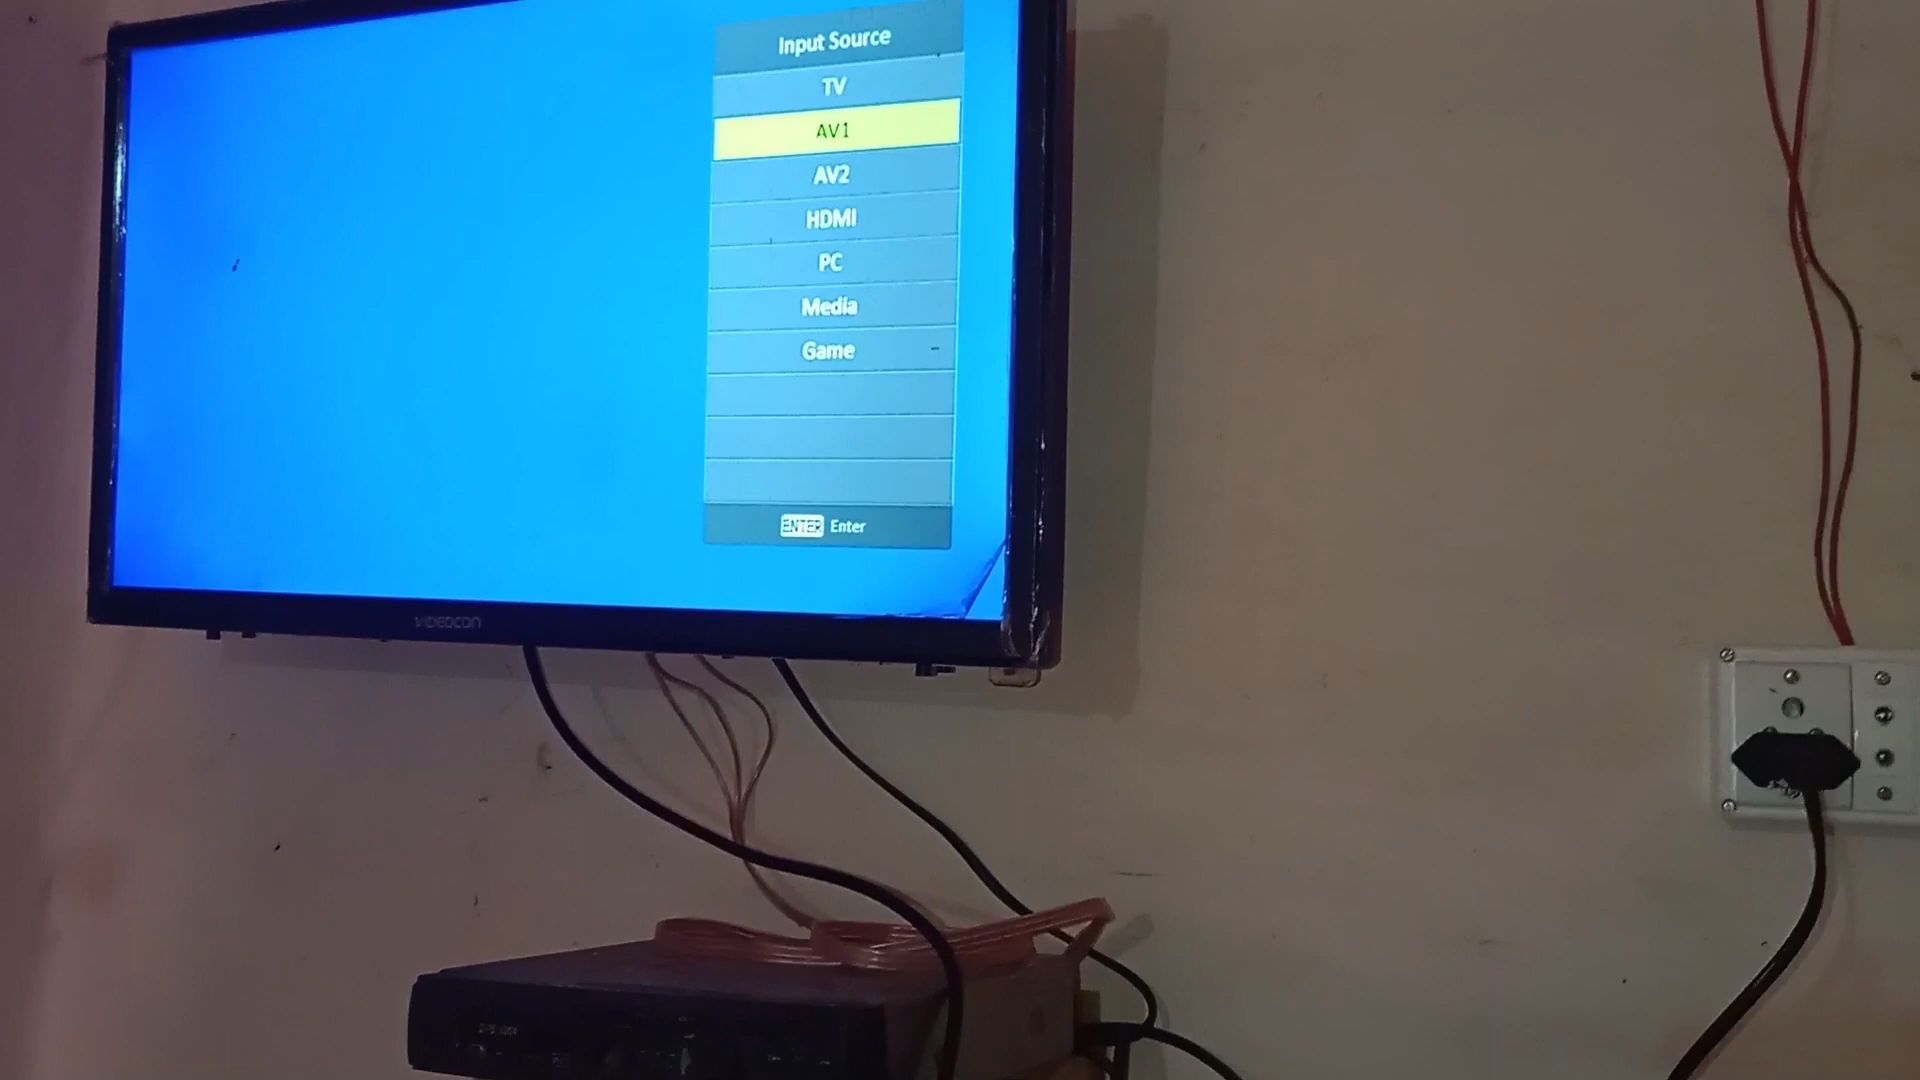 Input Source
TV
AV1
AV2
HDMI
PC
Media
Game
ENTER Enter
VIDEOCON